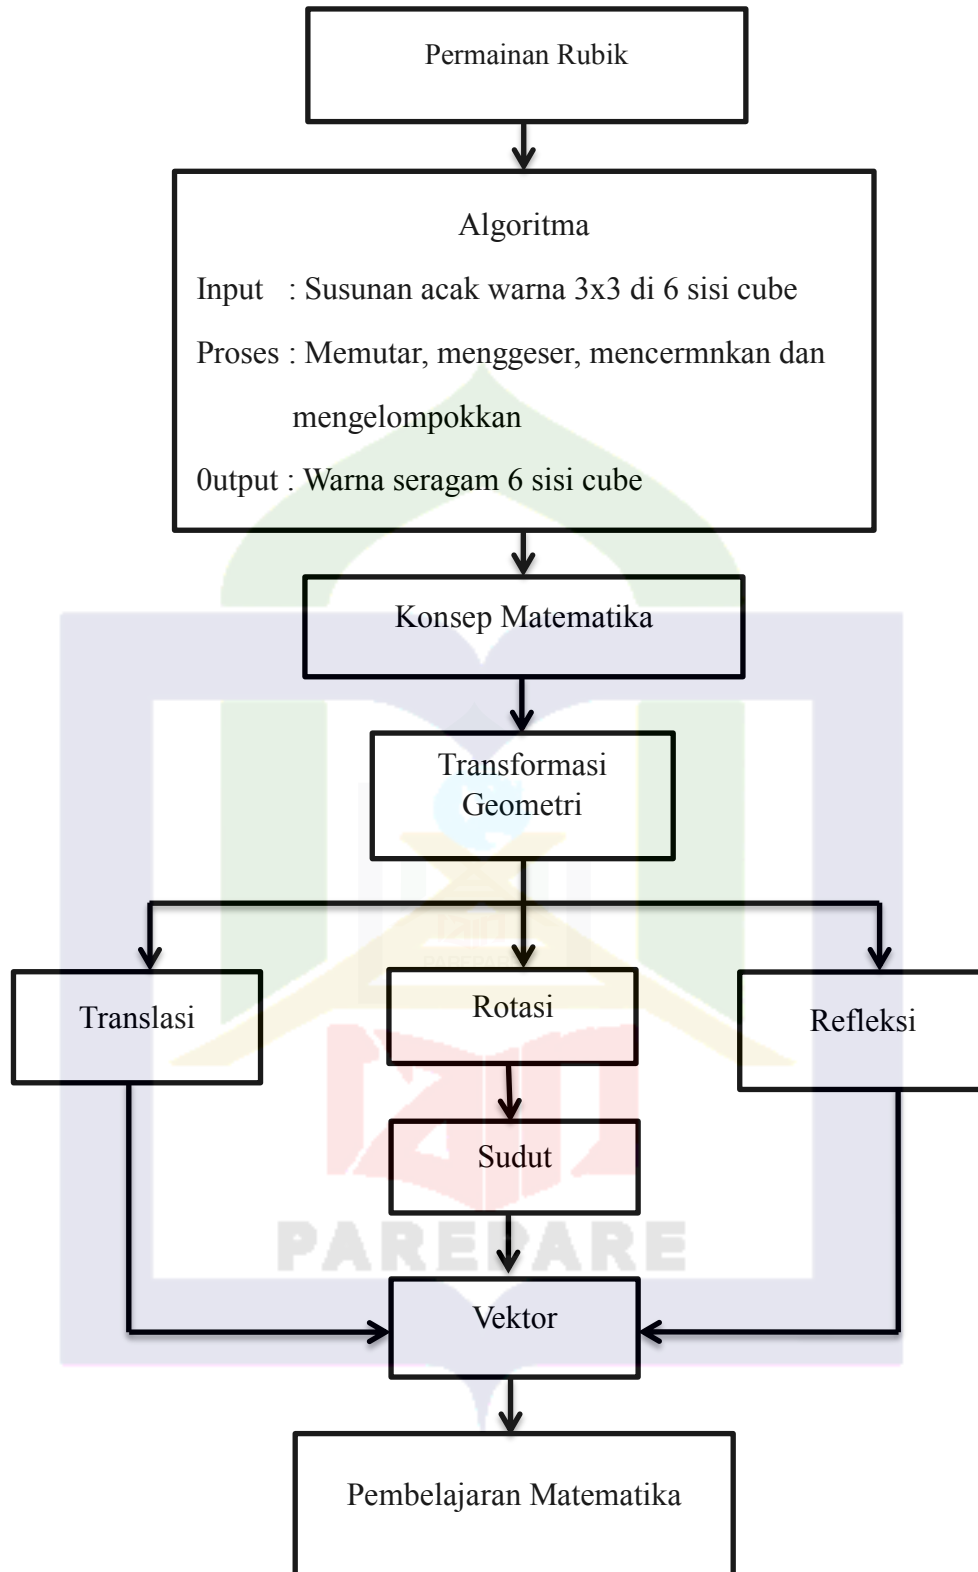 Permainan Rubik
Algoritma
Input : Susunan acak warna 3x3 di 6 sisi cube
Proses : Memutar, menggeser, mencermnkan dan
mengelompokkan
0utput : Warna seragam 6 sisi cube
Konsep Matematika
Transformasi
Geometri
Translasi
Rotasi
Refleksi
Sudut
PAREPARE
Vektor
Pembelajaran Matematika